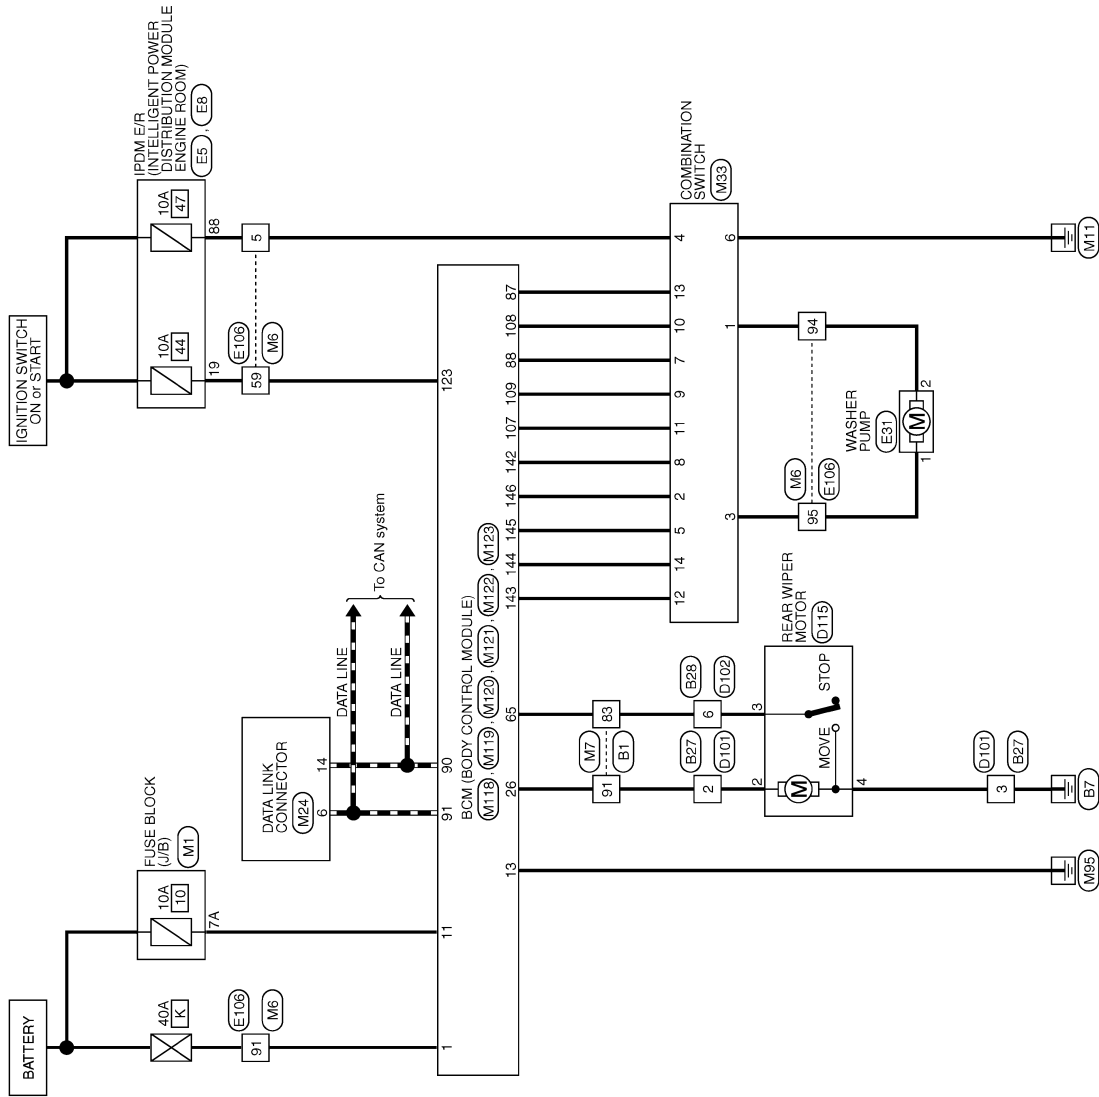 BATTERY
40A
K
E106
M6
91
1
FUSE BLOCK
(J/B)
M1
10A
10
7A
11
DATA LINK
CONNECTOR
M24
6
14
DATA LINE
DATA LINE
To CAN system
91
90
IGNITION SWITCH
ON or START
IPDM E/R
(INTELLIGENT POWER
DISTRIBUTION MODULE
ENGINE ROOM)
E5 , E8
10A
44
10A
47
19
88
E106
M6
59
5
123
BCM (BODY CONTROL MODULE)
M118 , M119 , M120 , M121 , M122 , M123
13
26
65
143
144
145
146
142
107
109
88
108
87
COMBINATION
SWITCH
M33
12
14
5
2
8
11
9
7
10
13
4
3
1
6
M7
B1
91
83
B27
D101
2
B28
D102
6
REAR WIPER
MOTOR
D115
2
3
M
MOVE
STOP
4
D101
B27
3
M6
E106
95
94
WASHER
PUMP
E31
M
1
2
M95
B7
M11